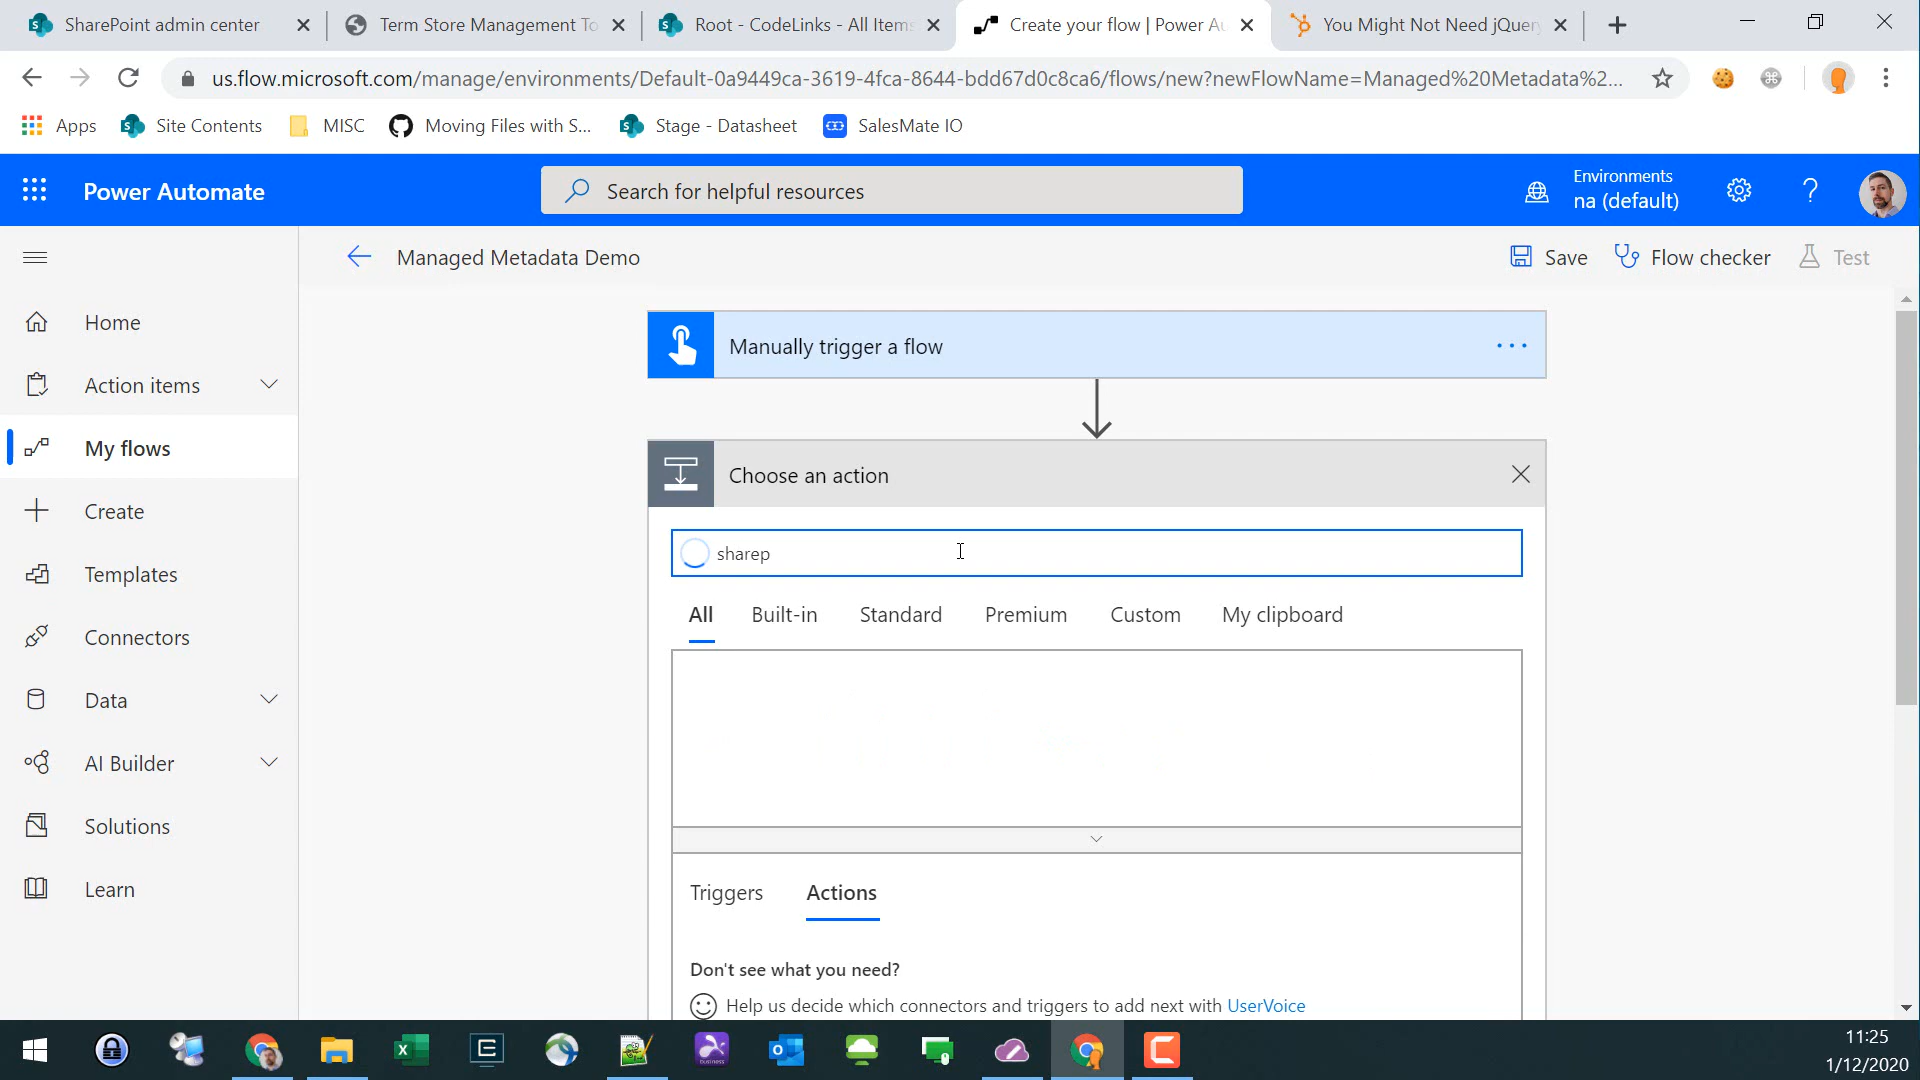 SharePoint admin center
Term Store Management To
Root - CodeLinks - All Items
Create your flow | Power Au
You Might Not Need jQuery
us.flow.microsoft.com/manage/environments/Default-0a9449ca-3619-4fca-8644-bdd67d0c8ca6/flows/new?newFlowName=Managed%20Metadata%2...
Apps
Site Contents
MISC
Moving Files with S...
Stage - Datasheet
SalesMate IO
Power Automate
Search for helpful resources
Environments
na (default)
Managed Metadata Demo
Save
Flow checker
Test
Home
Action items
My flows
Create
Templates
Connectors
Data
AI Builder
Solutions
Learn
Manually trigger a flow
Choose an action
sharep
All
Built-in
Standard
Premium
Custom
My clipboard
Triggers
Actions
Don't see what you need?
Help us decide which connectors and triggers to add next with UserVoice
11:25
1/12/2020